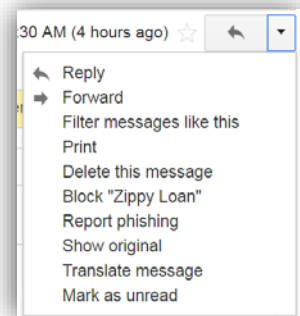 :30 AM (4 hours ago)
Reply
Forward
Filter messages like this
Print
Delete this message
Block "Zippy Loan"
Report phishing
Show original
Translate message
Mark as unread